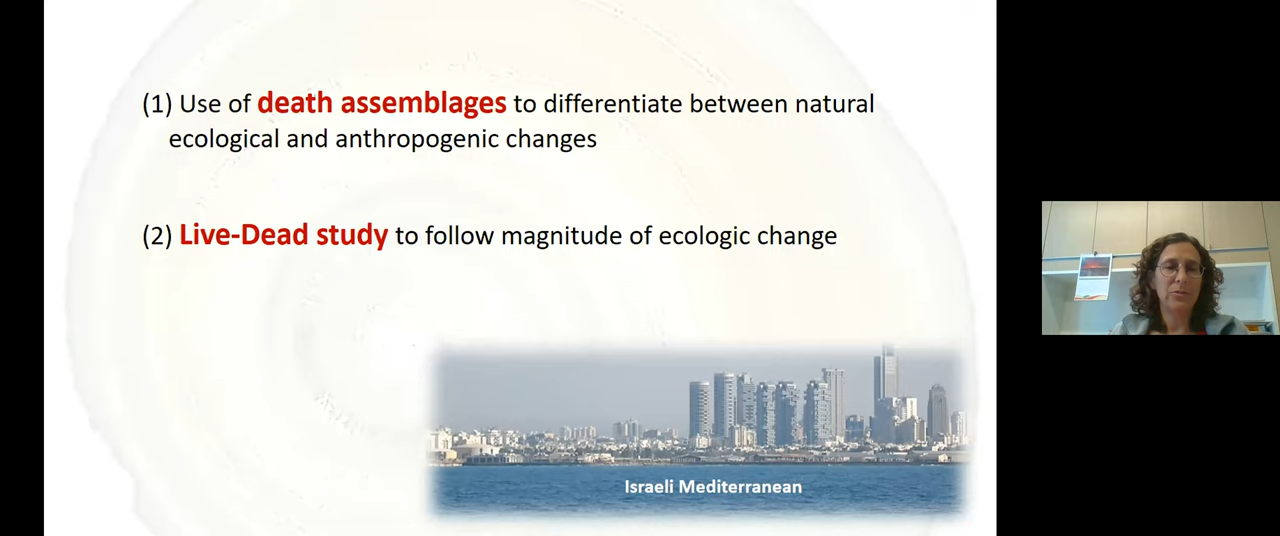 (1) Use of death assemblages to differentiate between natural
ecological and anthropogenic changes
(2) Live-Dead study to follow magnitude of ecologic change
Israeli Mediterranean